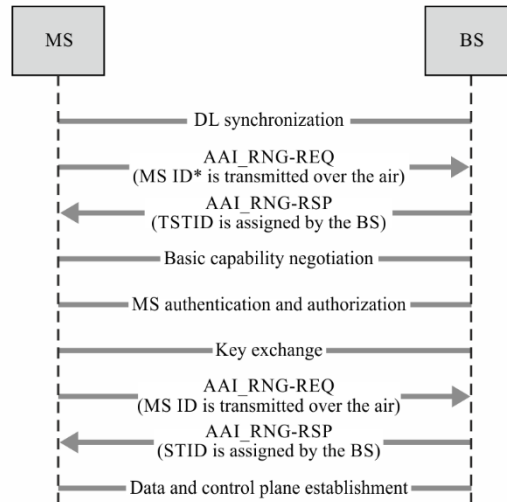 MS
BS
DL synchronization
AAI_RNG-REQ
(MS ID* is transmitted over the air)
AAI_RNG-RSP
(TSTID is assigned by the BS)
Basic capability negotiation
MS authentication and authorization
Key exchange
AAI_RNG-REQ
(MS ID is transmitted over the air)
AAI_RNG-RSP
(STID is assigned by the BS)
Data and control plane establishment